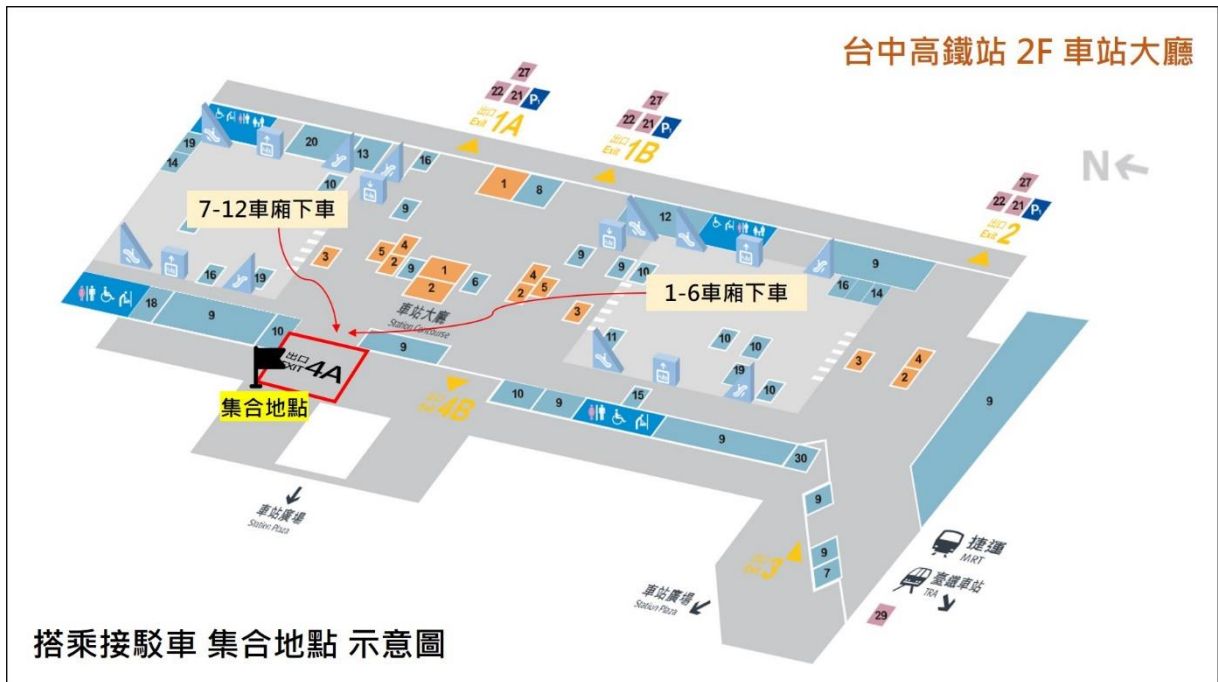 台中高鐵站 2F 車站大廳
27
22 21 P1
出口 Exit 1A
27
22 21 P1
出口 Exit 1B
27
22 21 P1
出口 Exit 2
N
19
14
20
13
16
10
9
1
8
12
9
16
14
7-12車廂下車
1-6車廂下車
3
5
4
2
9
1
2
6
4
2
5
3
9
9
10
車站大廳
Station Concourse
16
19
18
9
10
9
出口
EXIT 4A
集合地點
4B
11
10
10
19
10
15
3
4
2
10
9
9
30
9
9
9
7
出口
3
車站廣場
Station Plaza
車站廣場
Station Plaza
捷運
MRT
臺鐵車站
TRA
29
搭乘接駁車 集合地點 示意圖